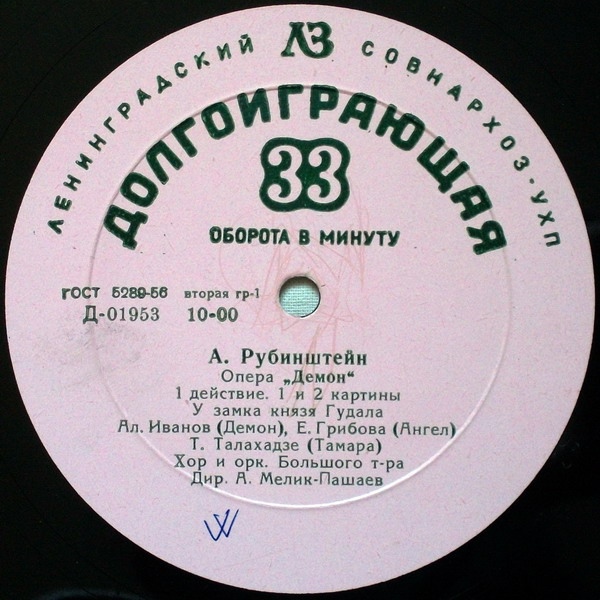 ЛЕНИНГРАДСКИЙ ЛЗ СОВНАРХОЗ-УХП
ДОЛГОИГРАЮЩАЯ
33
ОБОРОТА В МИНУТУ
ГОСТ 5289-56 вторая гр-1
Д-01953 10-00
А. Рубинштейн
Опера „Демон“
1 действие. 1 и 2 картины
У замка князя Гудала
Ал. Иванов (Демон), Е. Грибова (Ангел)
Т. Талахадзе (Тамара)
Хор и орк. Большого т-ра
Дир. А. Мелик-Пашаев
W